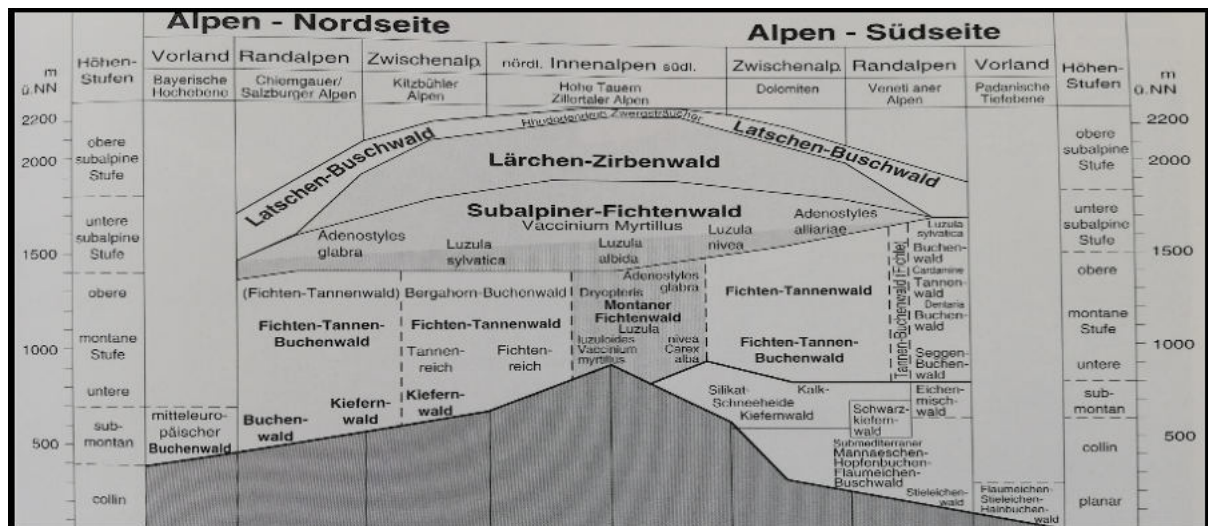 Alpen - Nordseite
Alpen - Südseite
Höhen-
Stufen
m
ü.NN
Vorland
Bayerische
Hochebene
Randalpen
Chiemgauer/
Salzburger Alpen
Zwischenalp.
Kitzbühler
Alpen
nördl. Innenalpen südl.
Hohe Tauern
Zillertaler Alpen
Zwischenalp.
Dolomiten
Randalpen
Veneti aner
Alpen
Vorland
Padanische
Tiefebene
Höhen-
Stufen
m
ü.NN
2200
2000
1500
1000
500
obere
subalpine
Stufe
untere
subalpine
Stufe
obere
montane
Stufe
untere
sub-
montan
collin
Latschen-Buschwald
Rhododendron Zwergsträucher
Latschen-Buschwald
Lärchen-Zirbenwald
Subalpiner-Fichtenwald
Vaccinium Myrtillus
Adenostyles
glabra
Luzula
sylvatica
Luzula
albida
Luzula
nivea
Adenostyles
alliariae
(Fichten-Tannenwald)
Bergahorn-Buchenwald
Fichten-Tannen-
Buchenwald
Fichten-Tannenwald
Tannen-
reich
Fichten-
reich
Kiefern-
wald
Kiefern-
wald
Buchen-
wald
mitteleuro-
päischer
Buchenwald
Adenostyles
glabra
Dryopteris
Montaner
Fichtenwald
Luzula
luzuloides
Vaccinium
myrtillus
nivea
Carex
alba
Fichten-Tannenwald
Fichten-Tannen-
Buchenwald
Tannen-Buchenwald (Fichte)
Luzula
sylvatica
Buchen-
wald
Cardamine
Tannen-
wald
Dentaria
Buchen-
wald
Seggen-
Buchen-
wald
Eichen-
misch-
wald
Silikat-
Kalk-
Schneeheide
Kiefernwald
Schwarz-
kiefern-
wald
Submediterraner
Mannaeschen-
Hopfenbuchen-
Flaumeichen-
Buschwald
Stieleichen-
wald
Flaumeichen-
Stieleichen-
Hainbuchen-
wald
obere
subalpine
Stufe
untere
subalpine
Stufe
obere
montane
Stufe
untere
sub-
montan
collin
planar
2200
2000
1500
1000
500